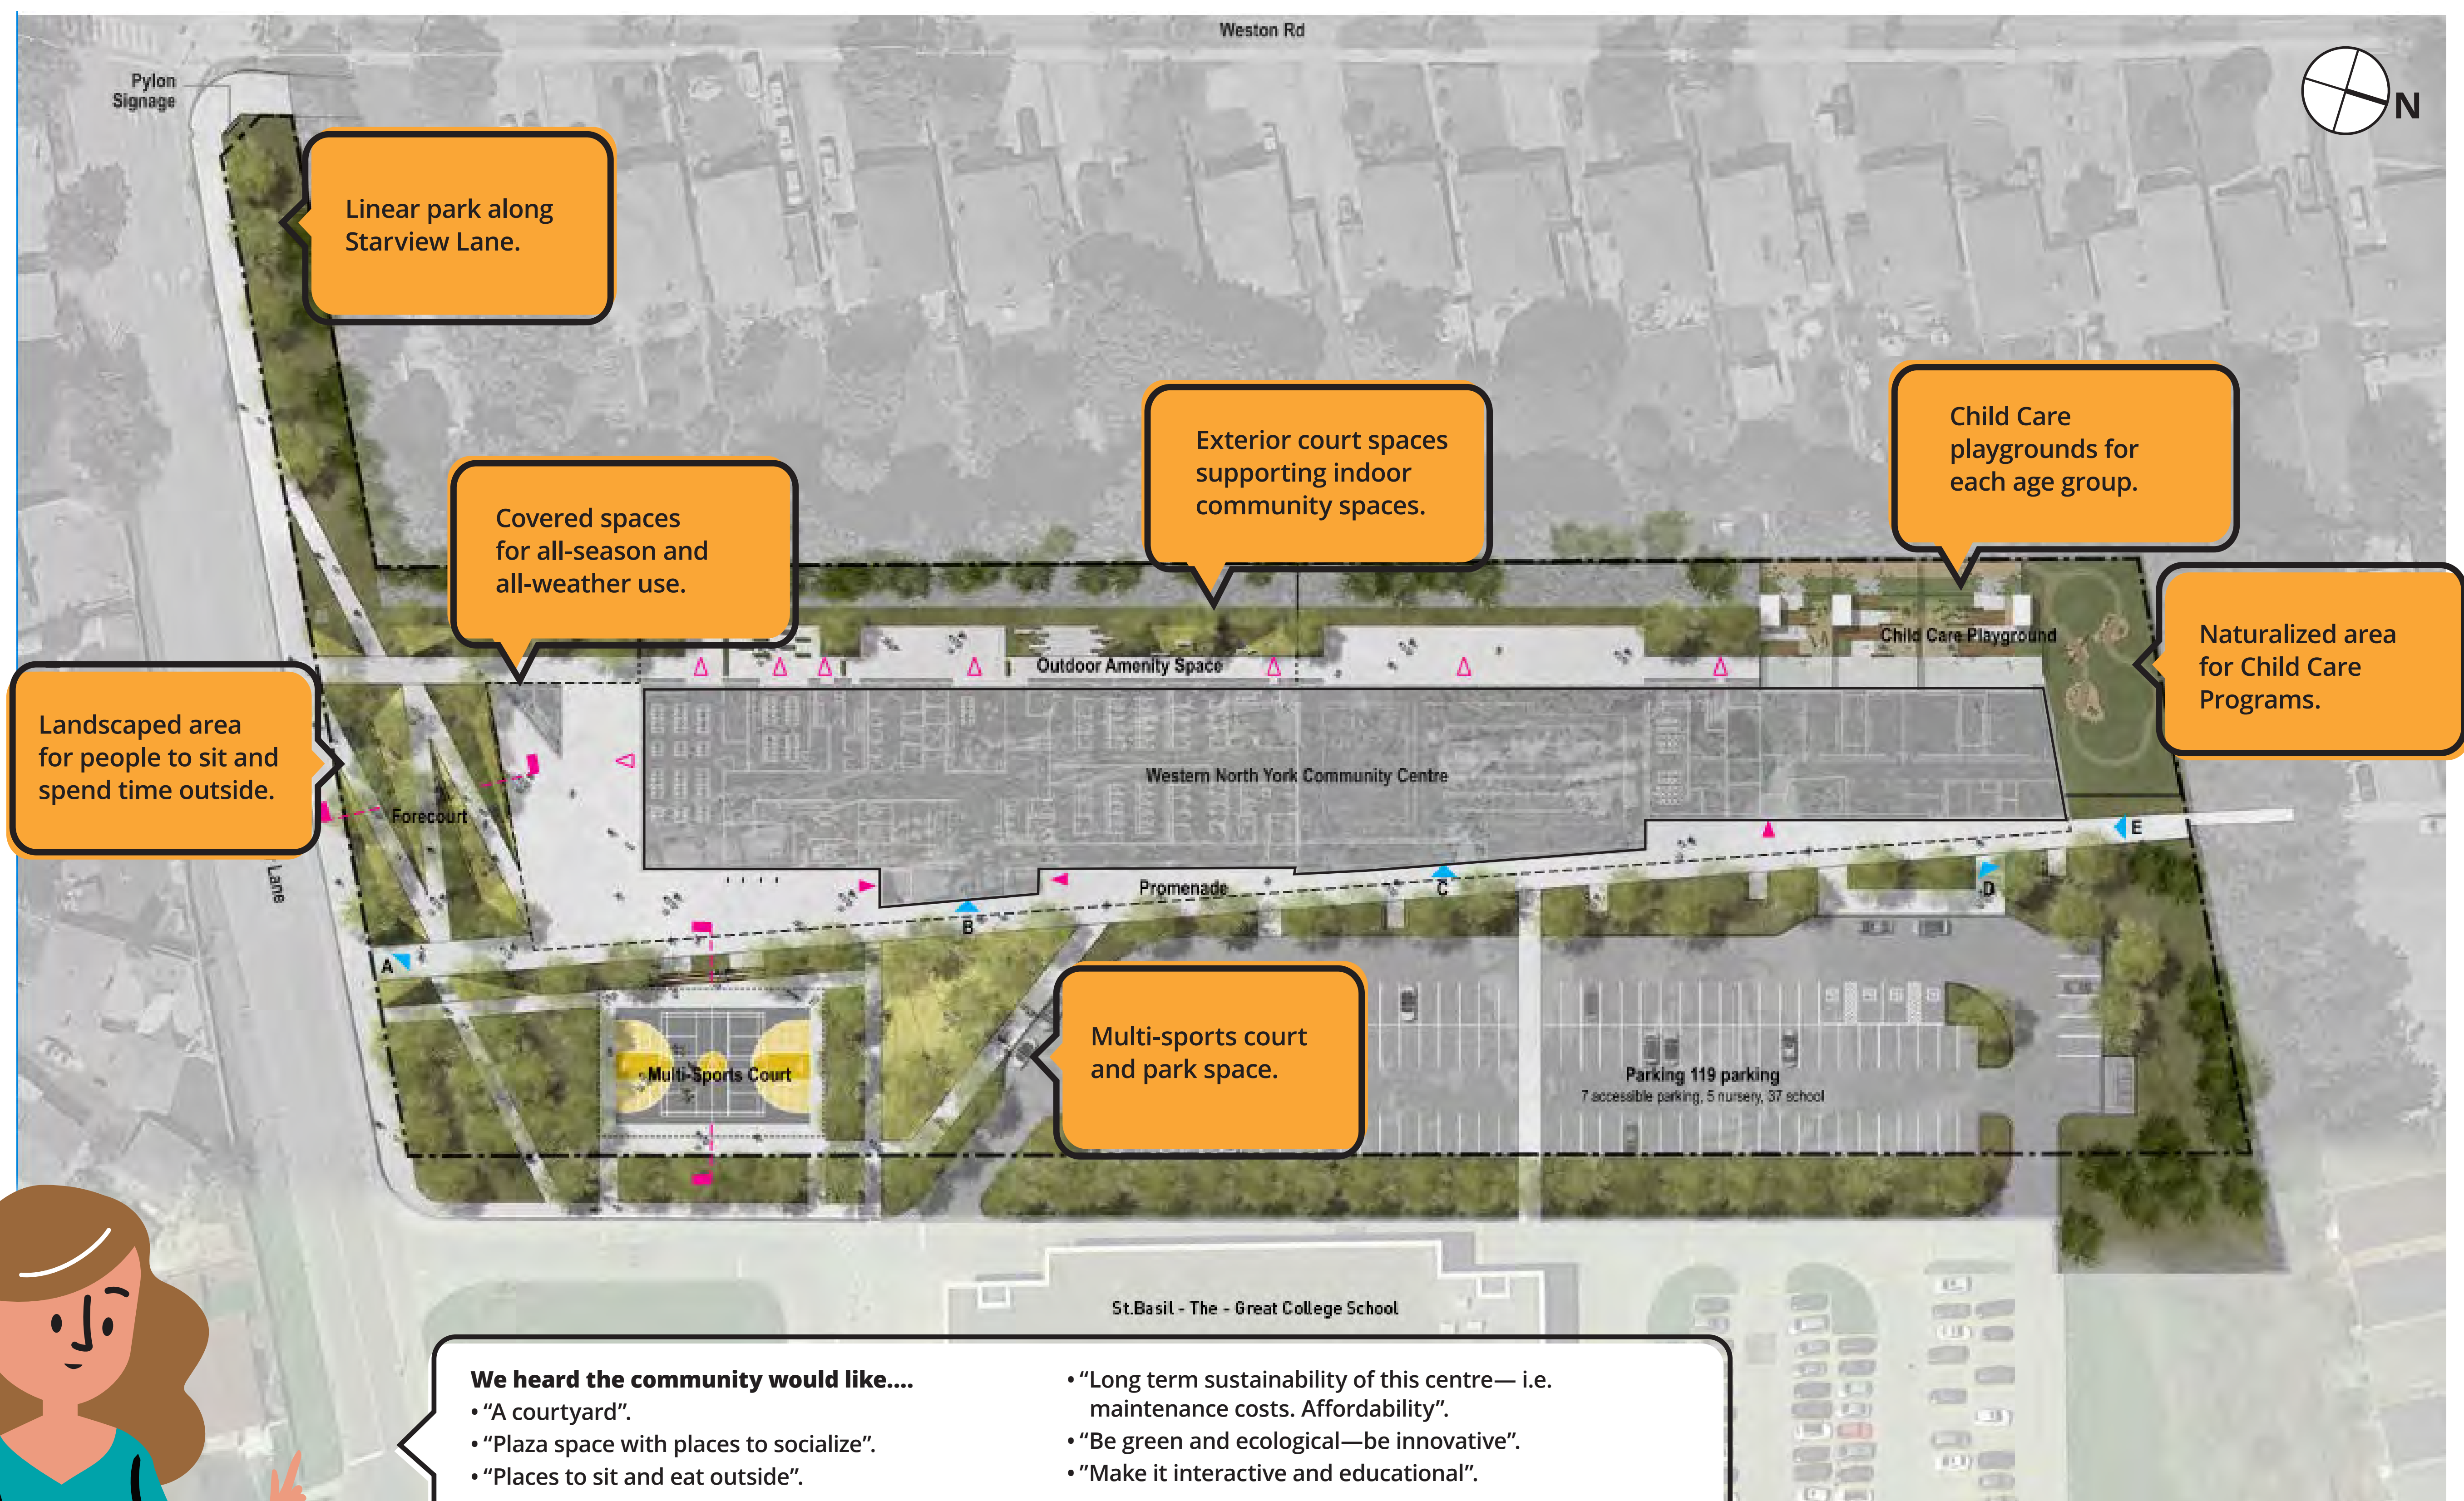 Weston Rd
Pylon
Signage
N
Linear park along
Starview Lane.
Covered spaces
for all-season and
all-weather use.
Exterior court spaces
supporting indoor
community spaces.
Child Care
playgrounds for
each age group.
Naturalized area
for Child Care
Programs.
Landscaped area
for people to sit and
spend time outside.
Outdoor Amenity Space
Child Care Playground
Western North York Community Centre
Forecourt
Lane
Promenade
A
B
C
D
E
Multi-Sports Court
Multi-sports court
and park space.
Parking 119 parking
7 accessible parking, 5 nursery, 37 school
St.Basil - The - Great College School
We heard the community would like....
• “A courtyard”.
• “Plaza space with places to socialize”.
• “Places to sit and eat outside”.
• “Long term sustainability of this centre— i.e.
maintenance costs. Affordability”.
• “Be green and ecological—be innovative”.
• ”Make it interactive and educational”.